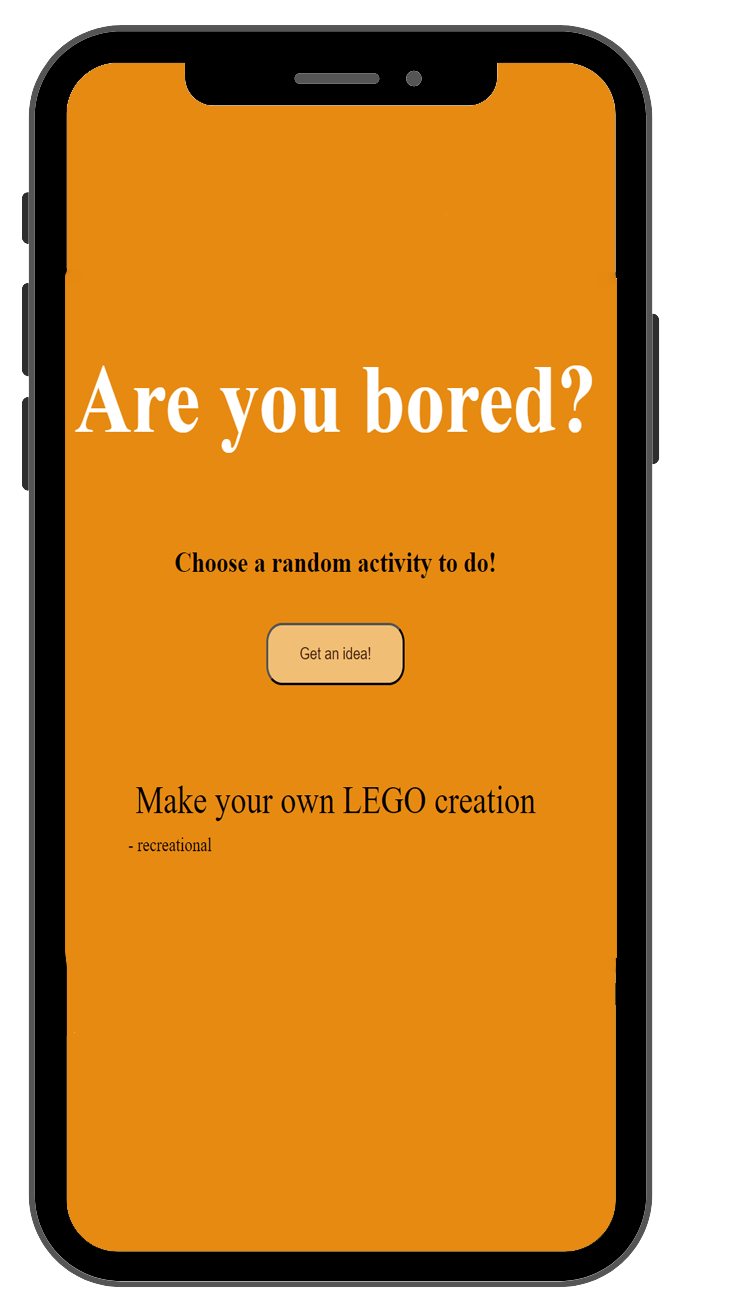 Are you bored?
Choose a random activity to do!
Get an idea!
Make your own LEGO creation
- recreational